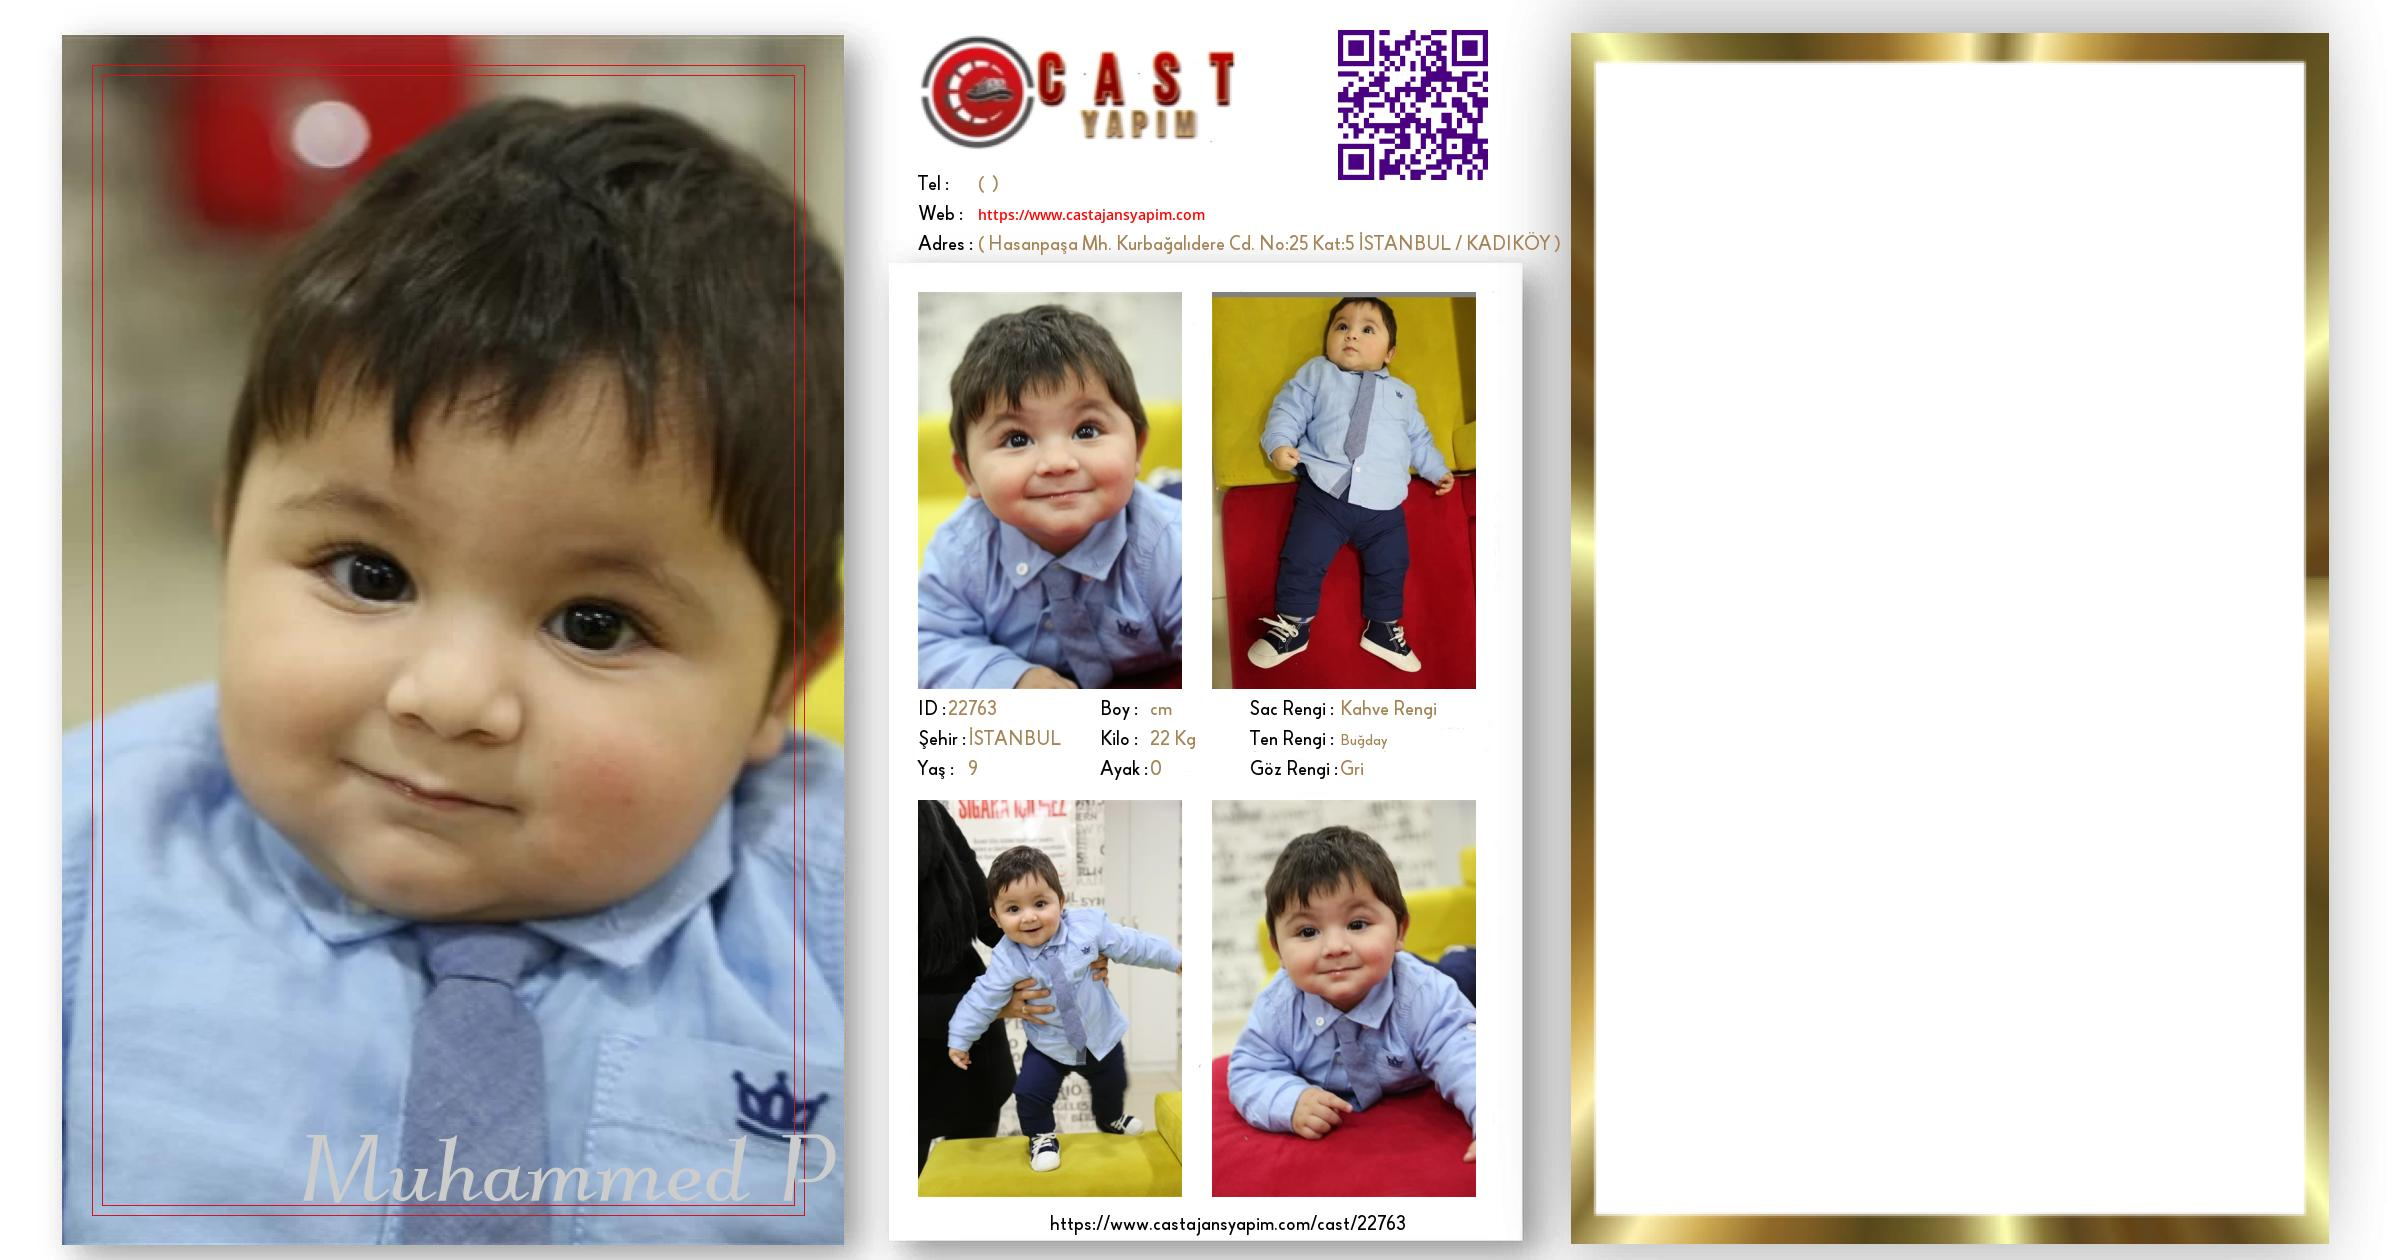 Muhammed P
CAST
YAPIM
Tel : ( )
Web : https://www.castajansyapim.com
Adres : ( Hasanpaşa Mh. Kurbağalıdere Cd. No:25 Kat:5 İSTANBUL / KADIKÖY )
ID : 22763 Boy : cm Sac Rengi : Kahve Rengi
Şehir : İSTANBUL Kilo : 22 Kg Ten Rengi : Buğday
Yaş : 9 Ayak : 0 Göz Rengi : Gri
SİGARA İÇİLMEZ
https://www.castajansyapim.com/cast/22763